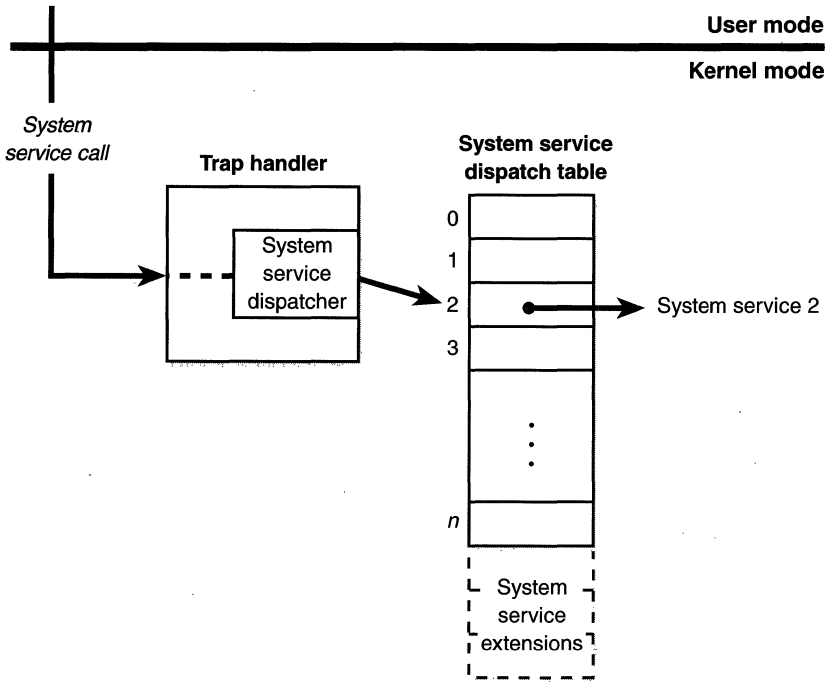 User mode
Kernel mode
System
service call
Trap handler
System
service
dispatcher
System service
dispatch table
0
1
2
3
n
System service 2
System
service
extensions